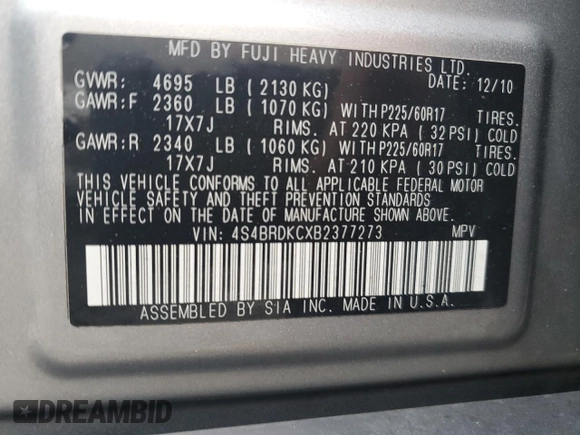 MFD BY FUJI HEAVY INDUSTRIES LTD.
GVWR: 4695 LB (2130 KG) DATE: 12/10
GAWR:F 2360 LB (1070 KG) WITH P225/60R17 TIRES.
17X7J RIMS. AT 220 KPA (32 PSI) COLD
GAWR:R 2340 LB (1060 KG) WITH P225/60R17 TIRES.
17X7J RIMS. AT 210 KPA (30 PSI) COLD
THIS VEHICLE CONFORMS TO ALL APPLICABLE FEDERAL MOTOR
VEHICLE SAFETY AND THEFT PREVENTION STANDARDS
IN EFFECT ON THE DATE OF MANUFACTURE SHOWN ABOVE.
VIN: 4S4BRDKCXB2377273 MPV
ASSEMBLED BY SIA INC. MADE IN U.S.A.
DREAMBID